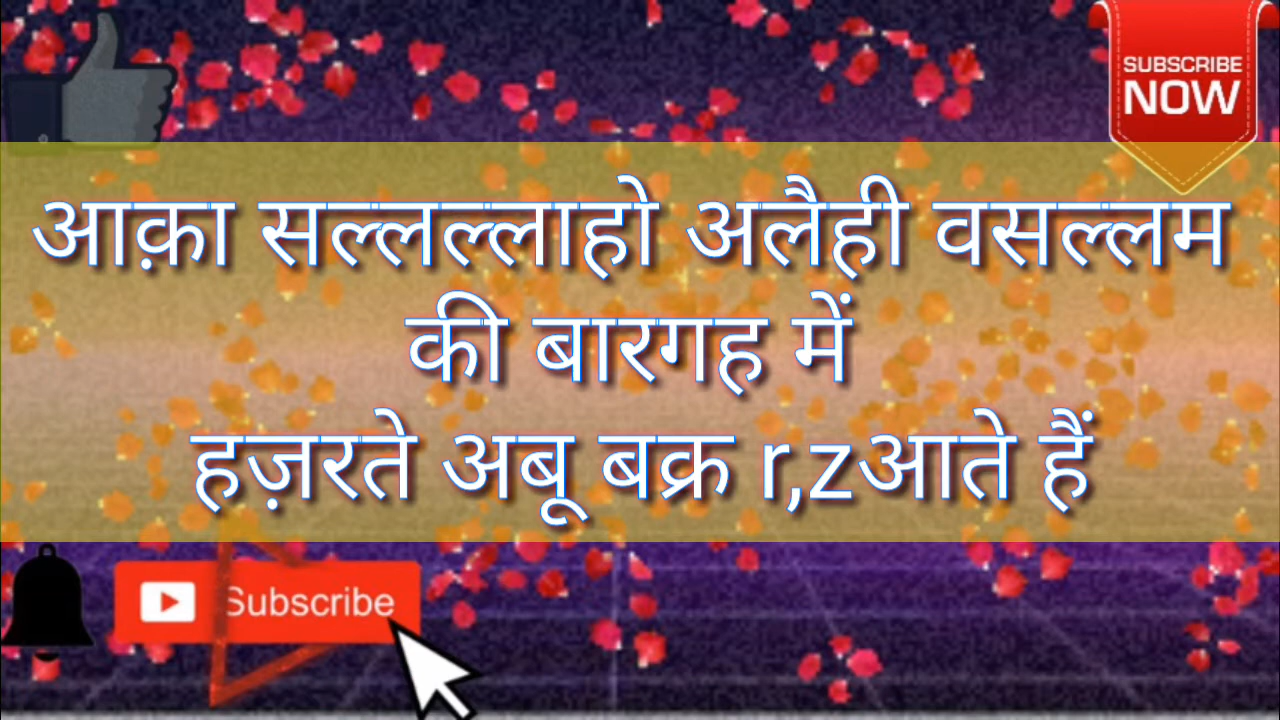 SUBSCRIBE
NOW
आक़ा सल्लल्लाहो अलैही वसल्लम
की बारगह में
हज़रते अबू बक्र r,zआते हैं
Subscribe